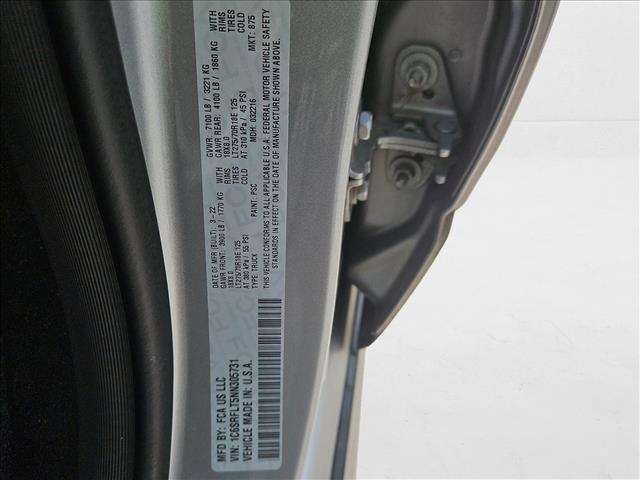 MFD BY: FCA US LLC
VIN: 1C6SRFLT5NN305731
VEHICLE MADE IN: U.S.A.
DATE OF MFR (BUILT): 3-22
GVWR: 7100 LB / 3221 KG
GAWR FRONT: 3900 LB / 1770 KG WITH
18X8.0 RIMS
LT275/70R18E 125 TIRES
AT 380 kPa / 55 PSI COLD
GAWR REAR: 4100 LB / 1860 KG WITH
18X8.0 RIMS
LT275/70R18E 125 TIRES
AT 310 kPa / 45 PSI COLD
TYPE: TRUCK
PAINT: PSC
MDH: 032216
MKT: 875
THIS VEHICLE CONFORMS TO ALL APPLICABLE U.S.A. FEDERAL MOTOR VEHICLE SAFETY
STANDARDS IN EFFECT ON THE DATE OF MANUFACTURE SHOWN ABOVE